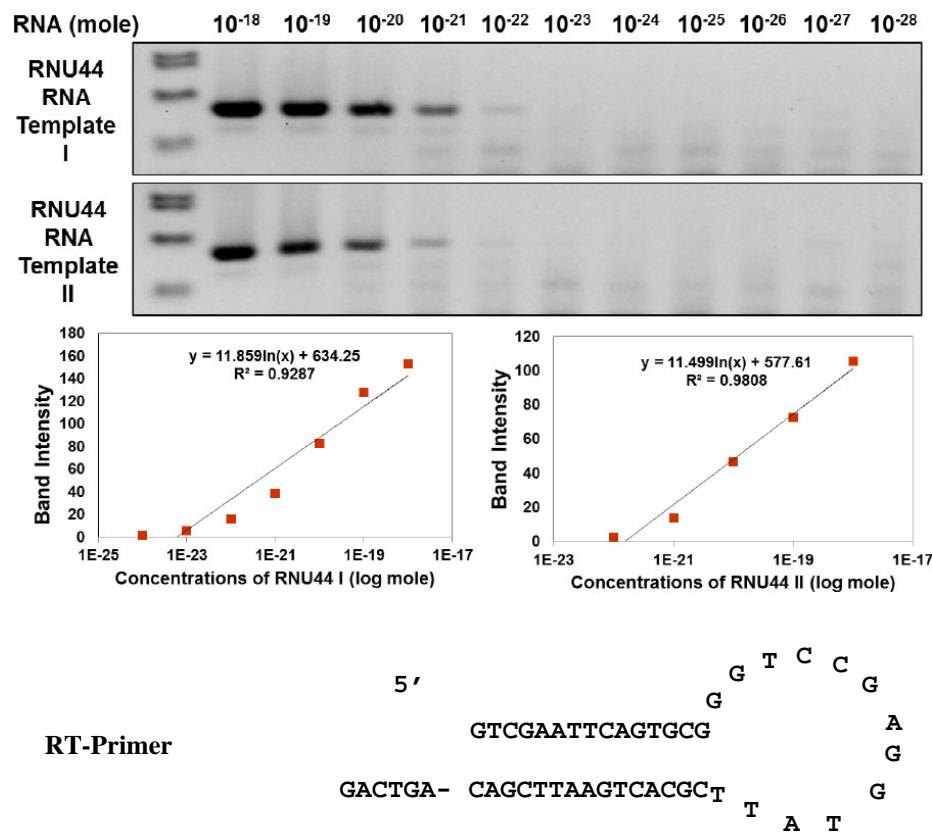 RNA (mole) 10⁻¹⁸ 10⁻¹⁹ 10⁻²⁰ 10⁻²¹ 10⁻²² 10⁻²³ 10⁻²⁴ 10⁻²⁵ 10⁻²⁶ 10⁻²⁷ 10⁻²⁸
RNU44
RNA
Template
I
RNU44
RNA
Template
II
180
160
140
120
100
80
60
40
20
0
Band Intensity
y = 11.859ln(x) + 634.25
R² = 0.9287
1E-25 1E-23 1E-21 1E-19 1E-17
Concentrations of RNU44 I (log mole)
120
100
80
60
40
20
0
Band Intensity
y = 11.499ln(x) + 577.61
R² = 0.9808
1E-23 1E-21 1E-19 1E-17
Concentrations of RNU44 II (log mole)
5′
RT-Primer
GTCGAATTCAGTGCG
G G T C C G A G G T A T T
GACTGA- CAGCTTAAGTCACGC